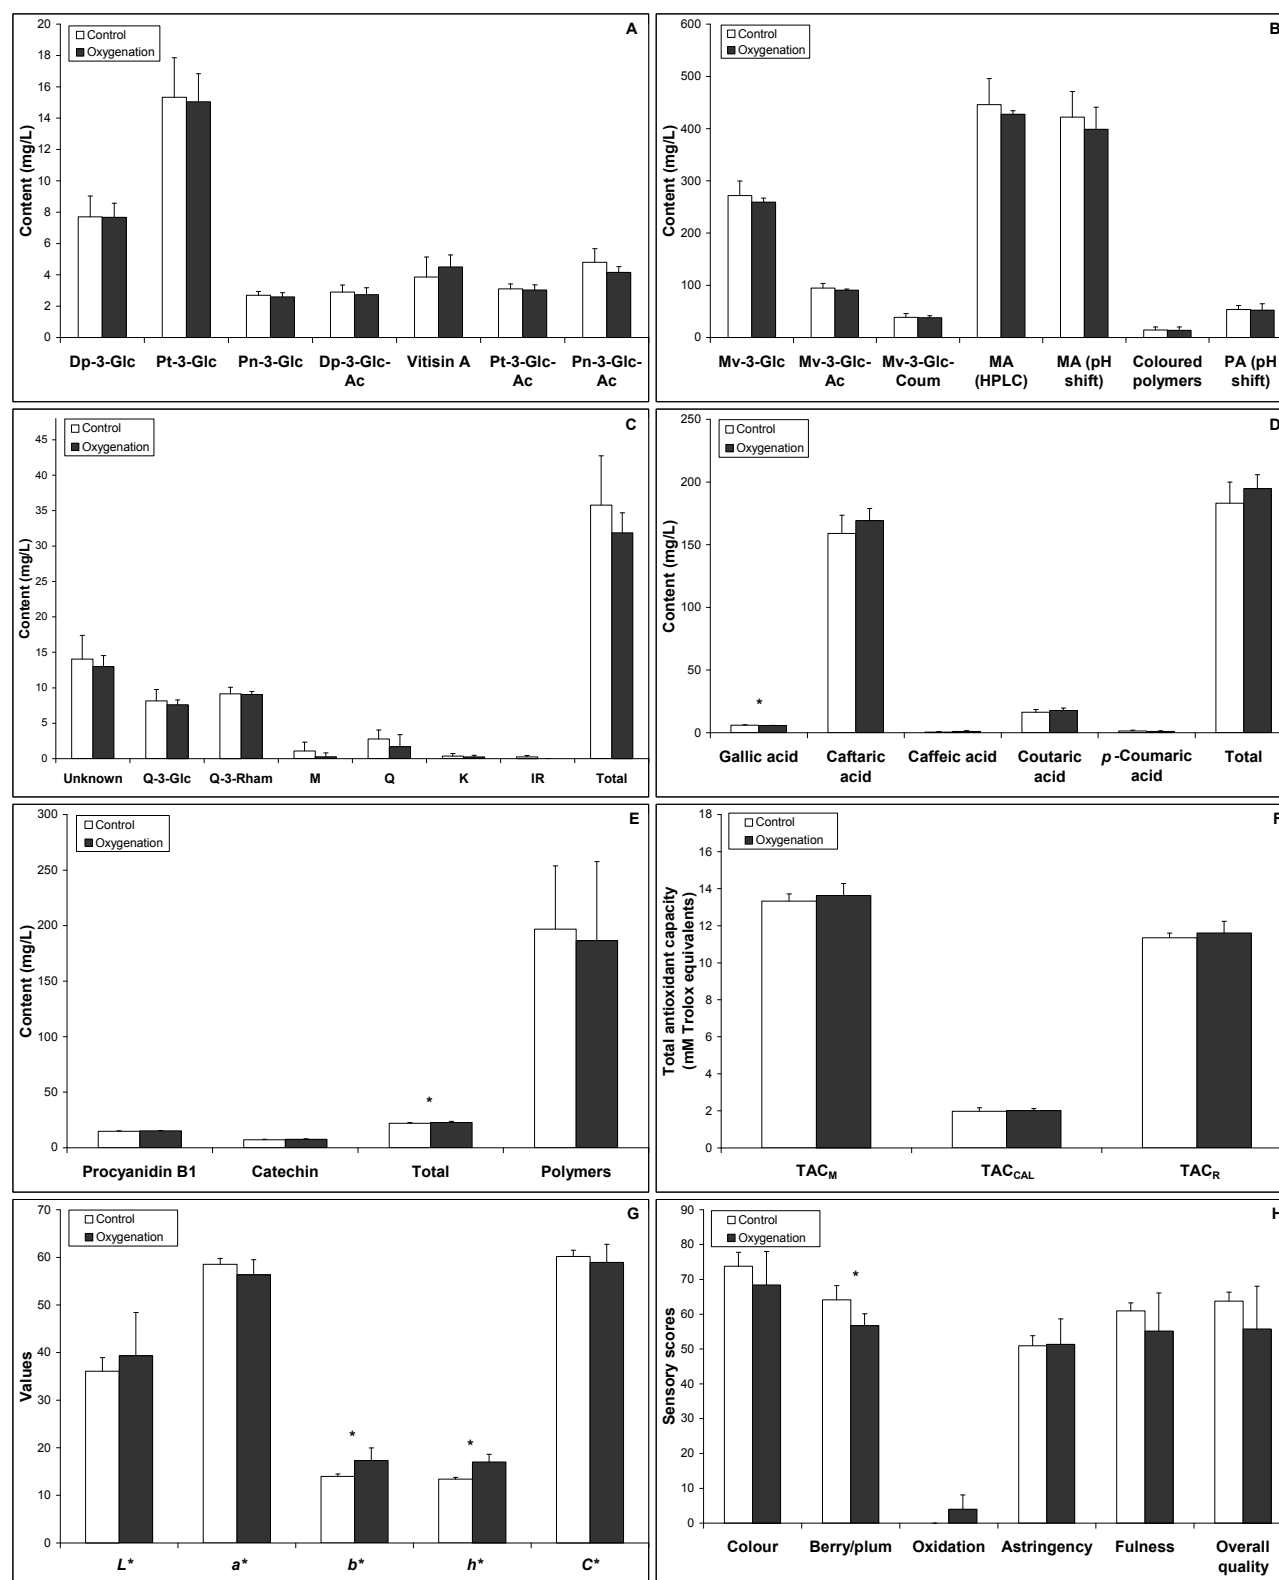 A
Control
Oxygenation
Content (mg/L)
20
18
16
14
12
10
8
6
4
2
0
Dp-3-Glc Pt-3-Glc Pn-3-Glc Dp-3-Glc-Ac Vitisin A Pt-3-Glc-Ac Pn-3-Glc-Ac
B
Control
Oxygenation
Content (mg/L)
600
500
400
300
200
100
0
Mv-3-Glc Mv-3-Glc-Ac Mv-3-Glc-Coum MA (HPLC) MA (pH shift) Coloured polymers PA (pH shift)
C
Control
Oxygenation
Content (mg/L)
45
40
35
30
25
20
15
10
5
0
Unknown Q-3-Glc Q-3-Rham M Q K IR Total
D
Control
Oxygenation
Content (mg/L)
250
200
150
100
50
0
*
Gallic acid Caftaric acid Caffeic acid Coutaric acid p-Coumaric acid Total
E
Control
Oxygenation
Content (mg/L)
300
250
200
150
100
50
0
*
Procyanidin B1 Catechin Total Polymers
F
Control
Oxygenation
Total antioxidant capacity
(mM Trolox equivalents)
18
16
14
12
10
8
6
4
2
0
TACM TACCAL TACR
G
Control
Oxygenation
Values
70
60
50
40
30
20
10
0
* *
L* a* b* h* C*
H
Control
Oxygenation
Sensory scores
90
80
70
60
50
40
30
20
10
0
*
Colour Berry/plum Oxidation Astringency Fulness Overall quality